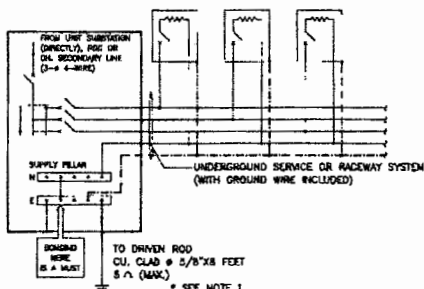 FROM UNIT SUBSTATION
(DIRECTLY), POC OR
OH. SECONDARY LINE
(3-ø 4-WIRE)
SUPPLY PILLAR
N
E
UNDERGROUND SERVICE OR RACEWAY SYSTEM
(WITH GROUND WIRE INCLUDED)
BONDING
HERE
IS A MUST
TO DRIVEN ROD
CU. CLAD ø 5/8"X8 FEET
5 Ω (MAX.)
* SEE NOTE 1